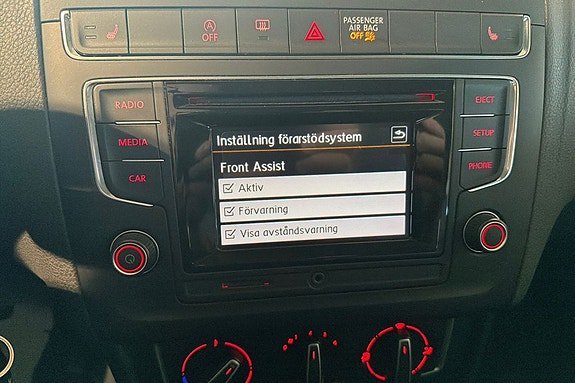 A
OFF
PASSENGER
AIR BAG
OFF
RADIO
MEDIA
CAR
Inställning förarstödsystem
Front Assist
Aktiv
Förvarning
Visa avståndsvarning
EJECT
SETUP
PHONE